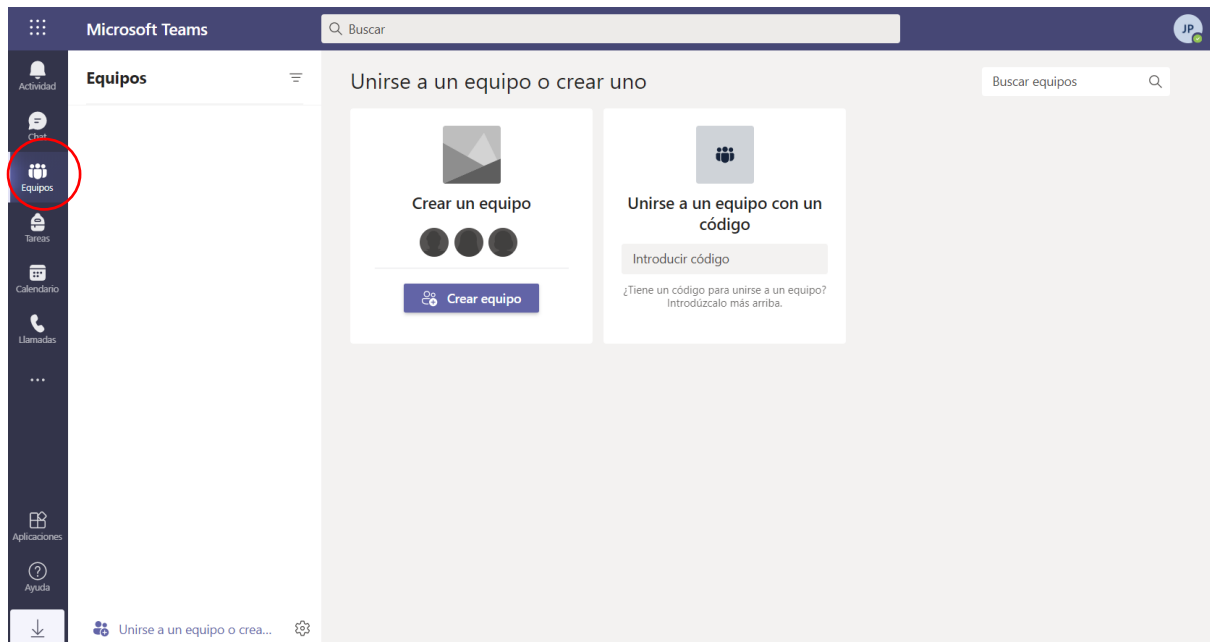 Microsoft Teams
Buscar
JP
Actividad
Chat
Equipos
Tareas
Calendario
Llamadas
Aplicaciones
Ayuda
Equipos
Unirse a un equipo o crea...
Unirse a un equipo o crear uno
Buscar equipos
Crear un equipo
Crear equipo
Unirse a un equipo con un
código
Introducir código
¿Tiene un código para unirse a un equipo?
Introdúzcalo más arriba.